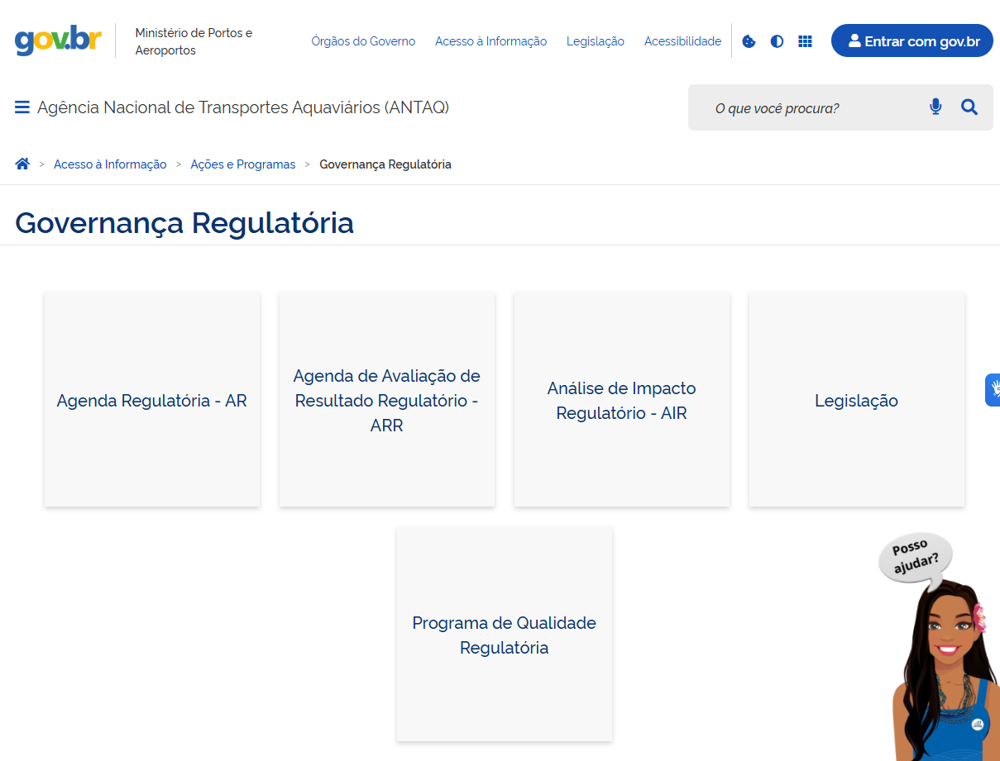 gov.br
Ministério de Portos e
Aeroportos
Órgãos do Governo
Acesso à Informação
Legislação
Acessibilidade
Entrar com gov.br
Agência Nacional de Transportes Aquaviários (ANTAQ)
O que você procura?
Acesso à Informação > Ações e Programas > Governança Regulatória
Governança Regulatória
Agenda Regulatória - AR
Agenda de Avaliação de
Resultado Regulatório -
ARR
Análise de Impacto
Regulatório - AIR
Legislação
Programa de Qualidade
Regulatória
Posso
ajudar?